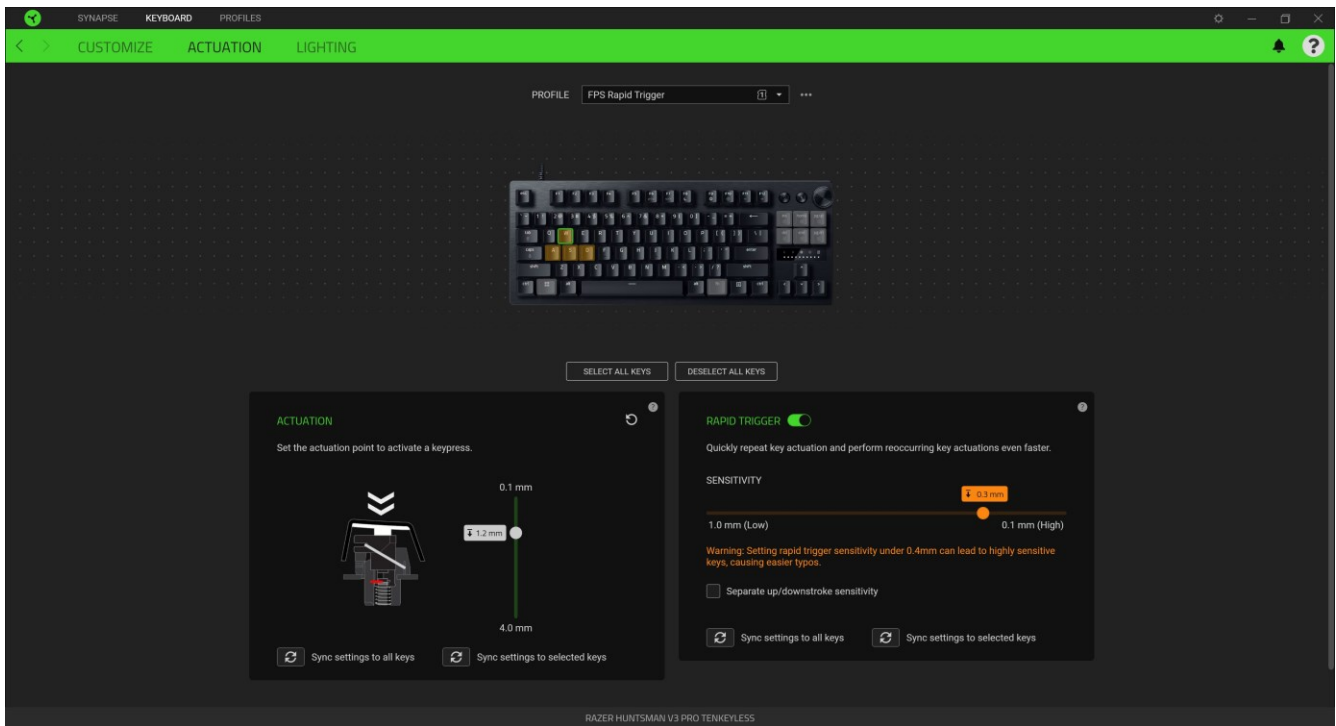 SYNAPSE KEYBOARD PROFILES
CUSTOMIZE ACTUATION LIGHTING
PROFILE FPS Rapid Trigger 1
SELECT ALL KEYS DESELECT ALL KEYS
ACTUATION
Set the actuation point to activate a keypress.
0.1 mm
1.2 mm
4.0 mm
Sync settings to all keys Sync settings to selected keys
RAPID TRIGGER
Quickly repeat key actuation and perform reoccurring key actuations even faster.
SENSITIVITY
0.3 mm
1.0 mm (Low) 0.1 mm (High)
Warning: Setting rapid trigger sensitivity under 0.4mm can lead to highly sensitive
keys, causing easier typos.
Separate up/downstroke sensitivity
Sync settings to all keys Sync settings to selected keys
RAZER HUNTSMAN V3 PRO TENKEYLESS